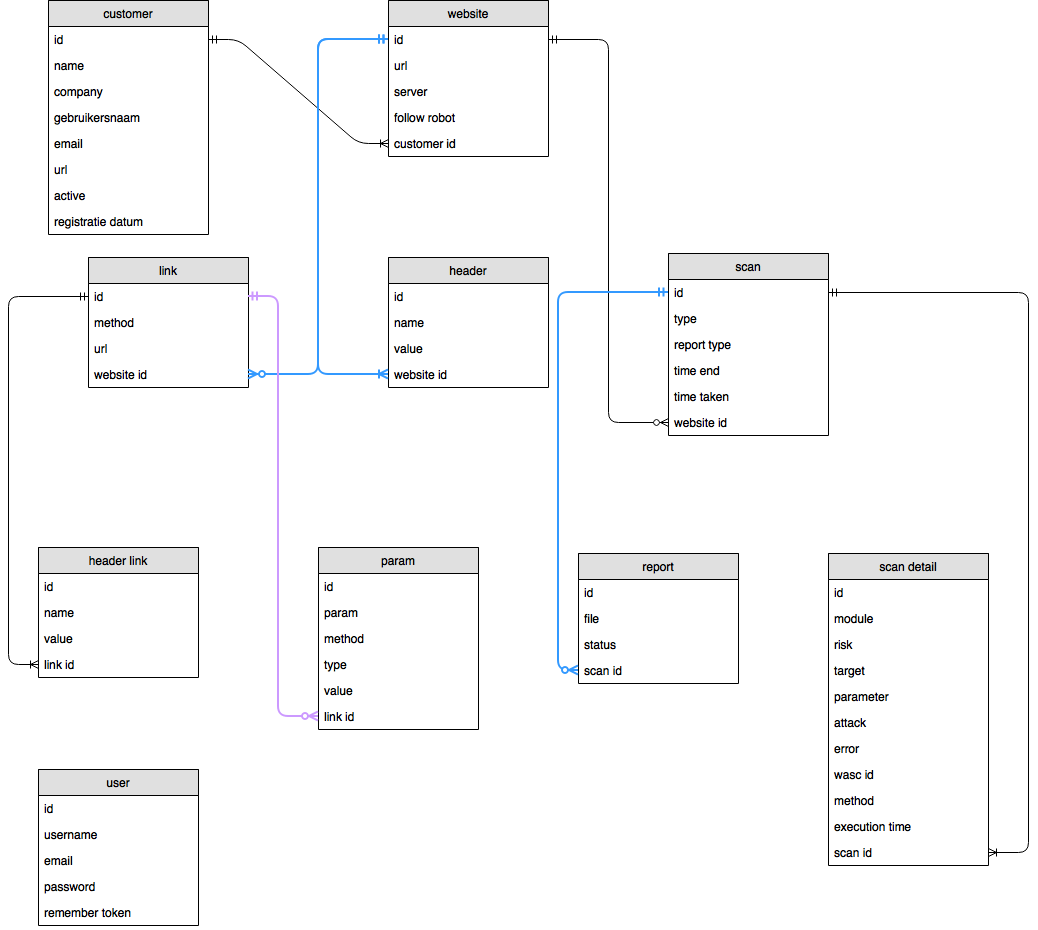 customer
id
name
company
gebruikersnaam
email
url
active
registratie datum
website
id
url
server
follow robot
customer id
link
id
method
url
website id
header
id
name
value
website id
scan
id
type
report type
time end
time taken
website id
header link
id
name
value
link id
param
id
param
method
type
value
link id
report
id
file
status
scan id
scan detail
id
module
risk
target
parameter
attack
error
wasc id
method
execution time
scan id
user
id
username
email
password
remember token